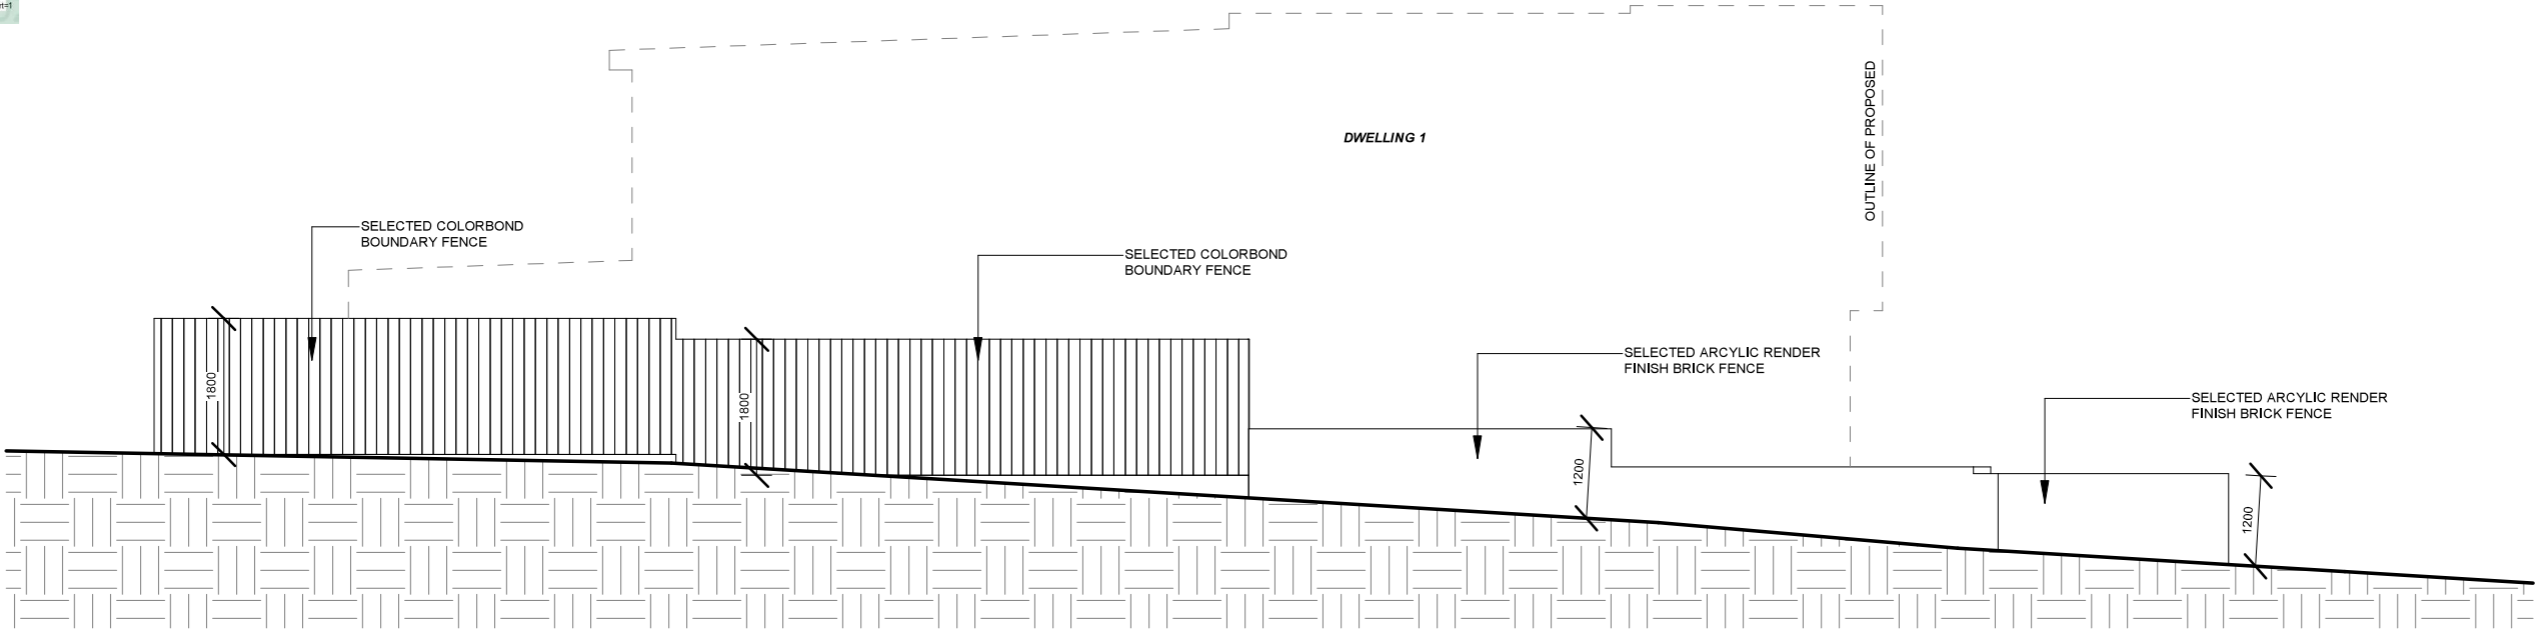 DWELLING 1
OUTLINE OF PROPOSED
SELECTED COLORBOND
BOUNDARY FENCE
SELECTED COLORBOND
BOUNDARY FENCE
SELECTED ARCYLIC RENDER
FINISH BRICK FENCE
SELECTED ARCYLIC RENDER
FINISH BRICK FENCE
1800
1800
1200
1200